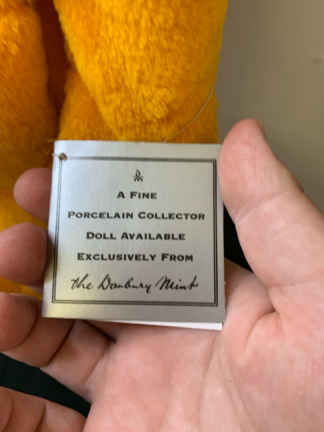 A FINE
PORCELAIN COLLECTOR
DOLL AVAILABLE
EXCLUSIVELY FROM
the Danbury Mint